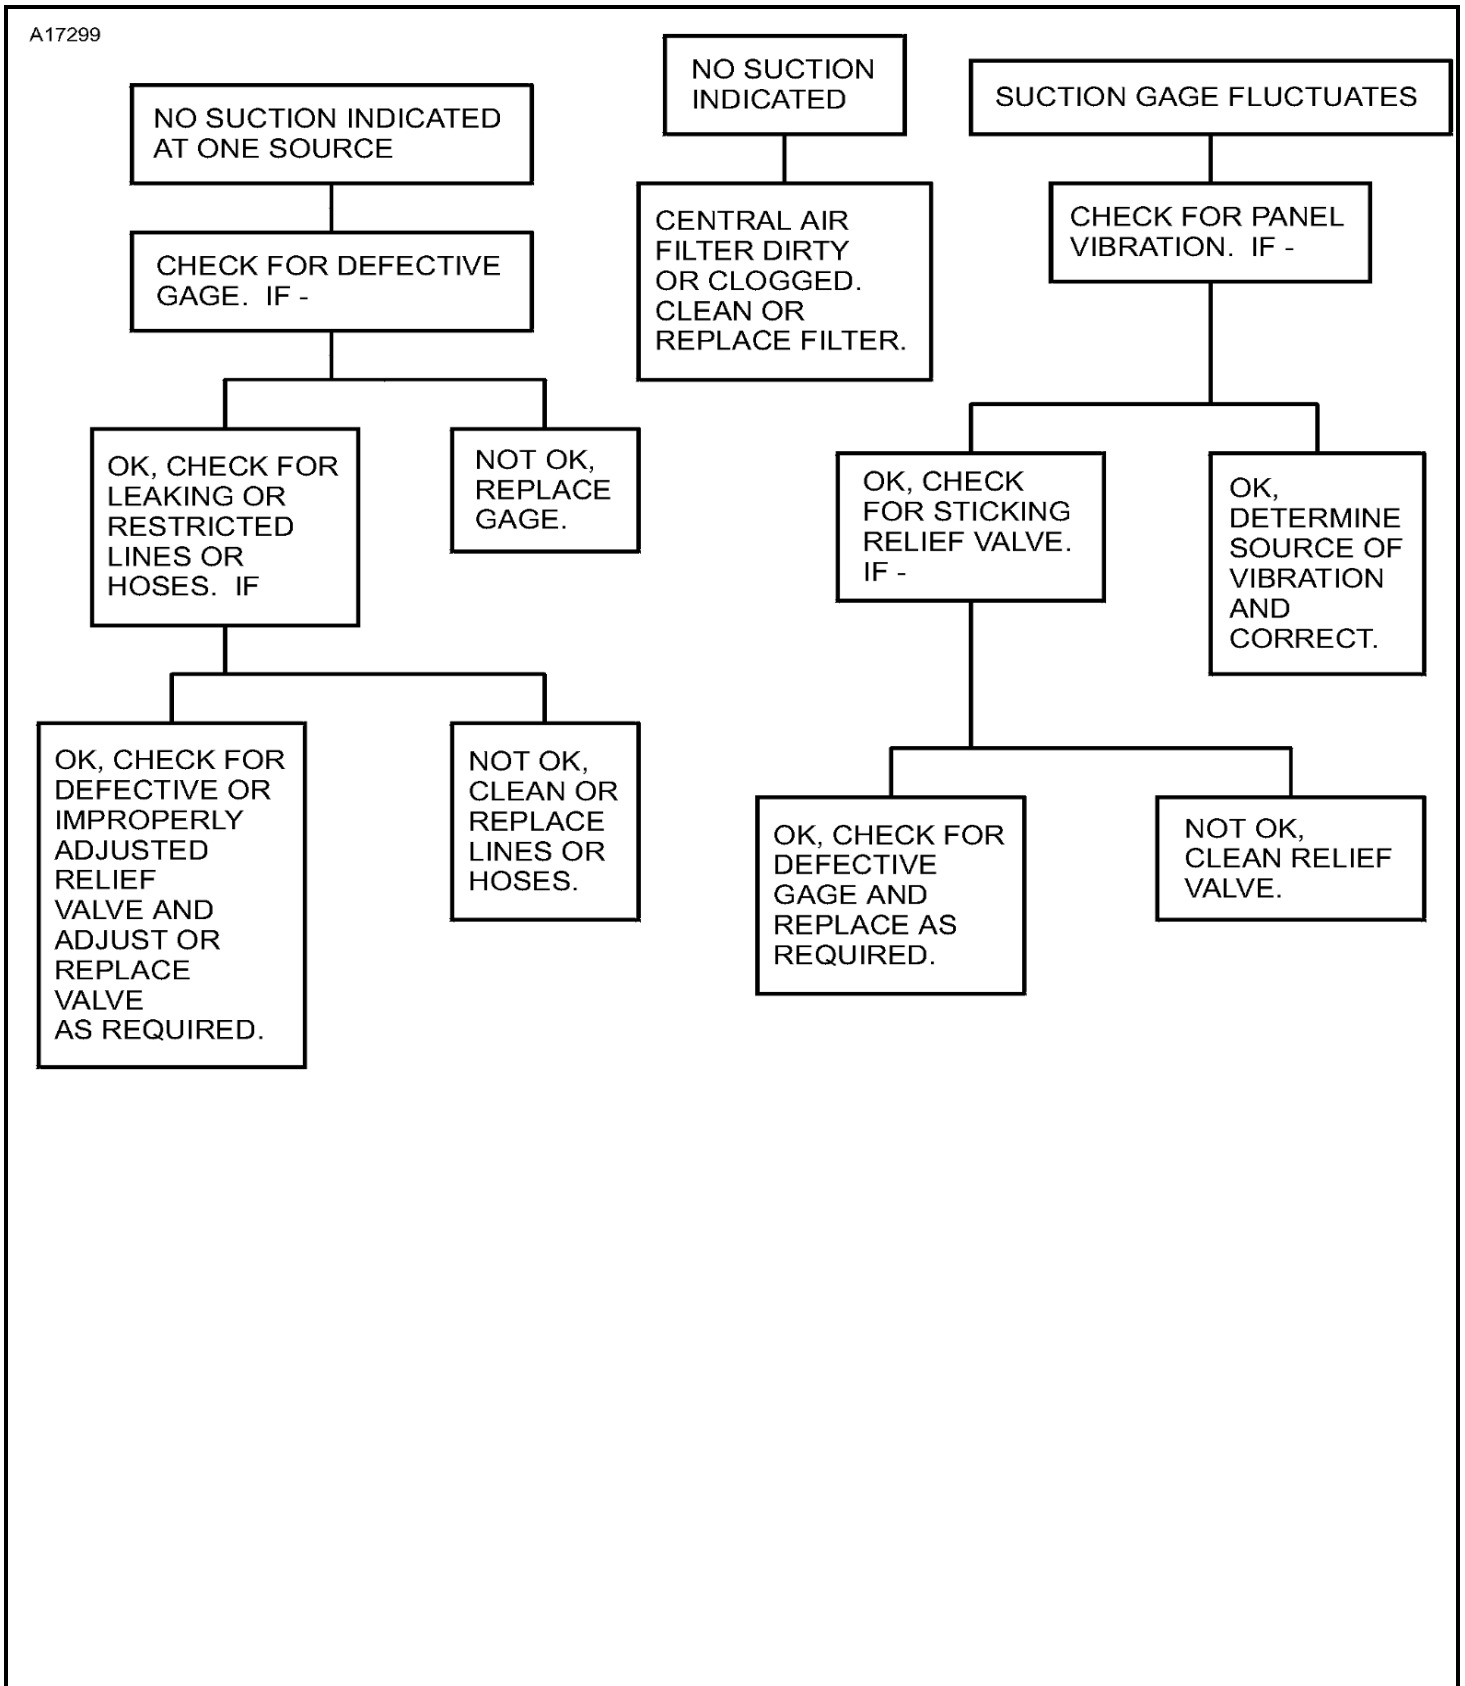 A17299
NO SUCTION INDICATED
AT ONE SOURCE
CHECK FOR DEFECTIVE
GAGE. IF -
OK, CHECK FOR
LEAKING OR
RESTRICTED
LINES OR
HOSES. IF
NOT OK,
REPLACE
GAGE.
OK, CHECK FOR
DEFECTIVE OR
IMPROPERLY
ADJUSTED
RELIEF
VALVE AND
ADJUST OR
REPLACE
VALVE
AS REQUIRED.
NOT OK,
CLEAN OR
REPLACE
LINES OR
HOSES.
NO SUCTION
INDICATED
CENTRAL AIR
FILTER DIRTY
OR CLOGGED.
CLEAN OR
REPLACE FILTER.
SUCTION GAGE FLUCTUATES
CHECK FOR PANEL
VIBRATION. IF -
OK, CHECK
FOR STICKING
RELIEF VALVE.
IF -
OK,
DETERMINE
SOURCE OF
VIBRATION
AND
CORRECT.
OK, CHECK FOR
DEFECTIVE
GAGE AND
REPLACE AS
REQUIRED.
NOT OK,
CLEAN RELIEF
VALVE.